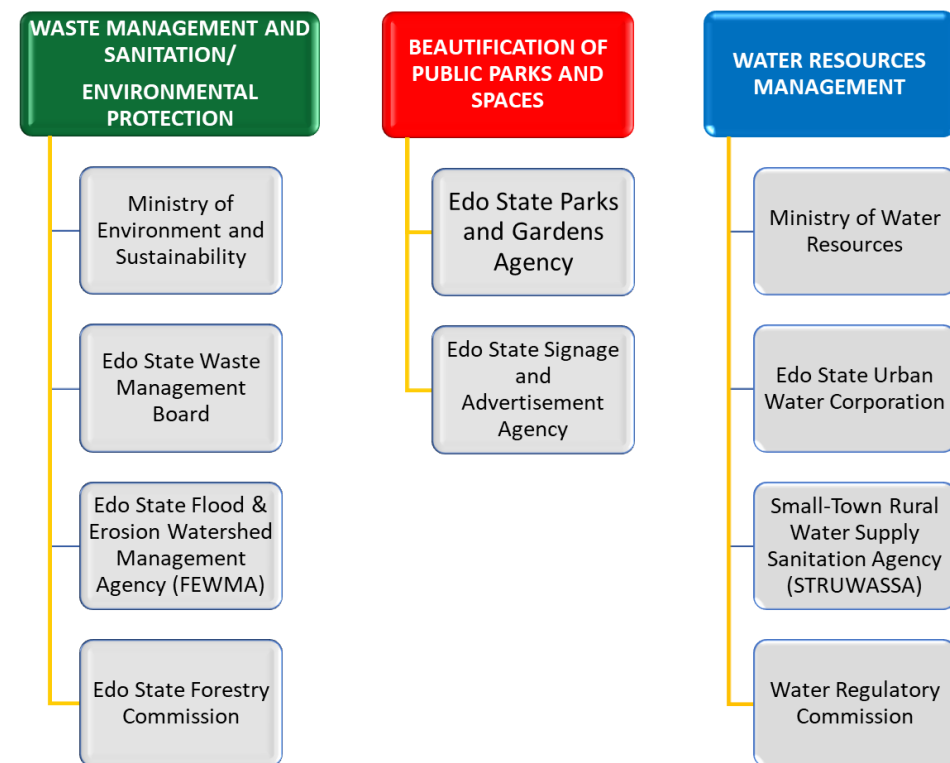 WASTE MANAGEMENT AND
SANITATION/
ENVIRONMENTAL
PROTECTION
Ministry of
Environment and
Sustainability
Edo State Waste
Management
Board
Edo State Flood &
Erosion Watershed
Management
Agency (FEWMA)
Edo State Forestry
Commission
BEAUTIFICATION OF
PUBLIC PARKS AND
SPACES
Edo State Parks
and Gardens
Agency
Edo State Signage
and
Advertisement
Agency
WATER RESOURCES
MANAGEMENT
Ministry of Water
Resources
Edo State Urban
Water Corporation
Small-Town Rural
Water Supply
Sanitation Agency
(STRUWASSA)
Water Regulatory
Commission